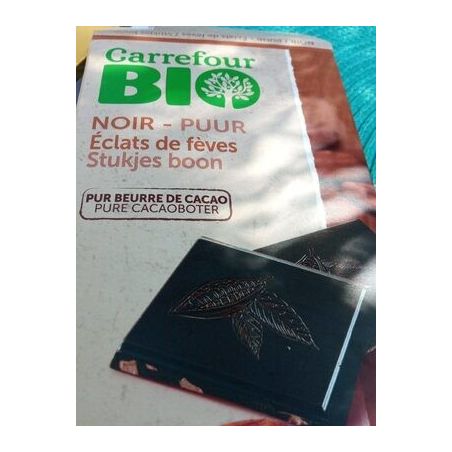 Carrefour
BIO
NOIR - PUUR
Éclats de fèves
Stukjes boon
PUR BEURRE DE CACAO
PURE CACAOBOTER